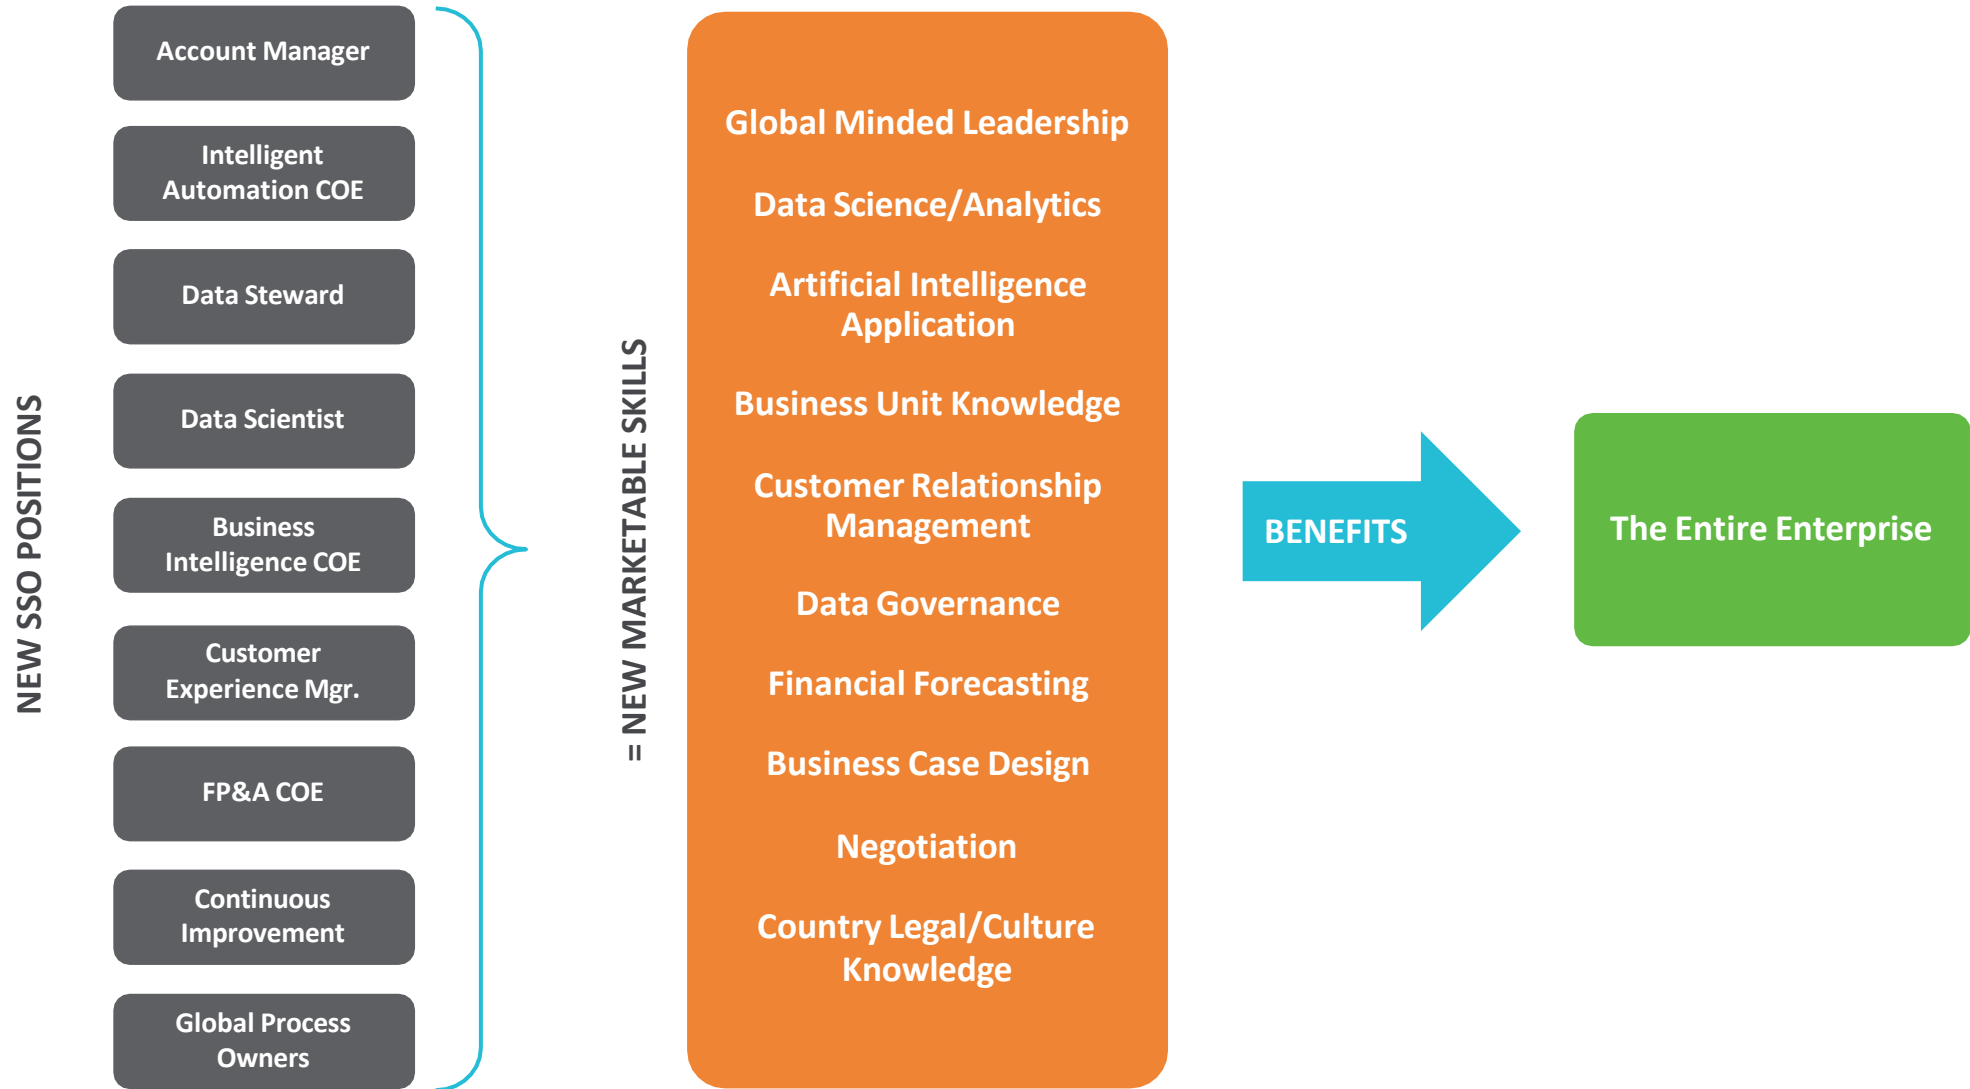 NEW SSO POSITIONS
Account Manager
Intelligent
Automation COE
Data Steward
Data Scientist
Business
Intelligence COE
Customer
Experience Mgr.
FP&A COE
Continuous
Improvement
Global Process
Owners
= NEW MARKETABLE SKILLS
Global Minded Leadership
Data Science/Analytics
Artificial Intelligence
Application
Business Unit Knowledge
Customer Relationship
Management
Data Governance
Financial Forecasting
Business Case Design
Negotiation
Country Legal/Culture
Knowledge
BENEFITS
The Entire Enterprise